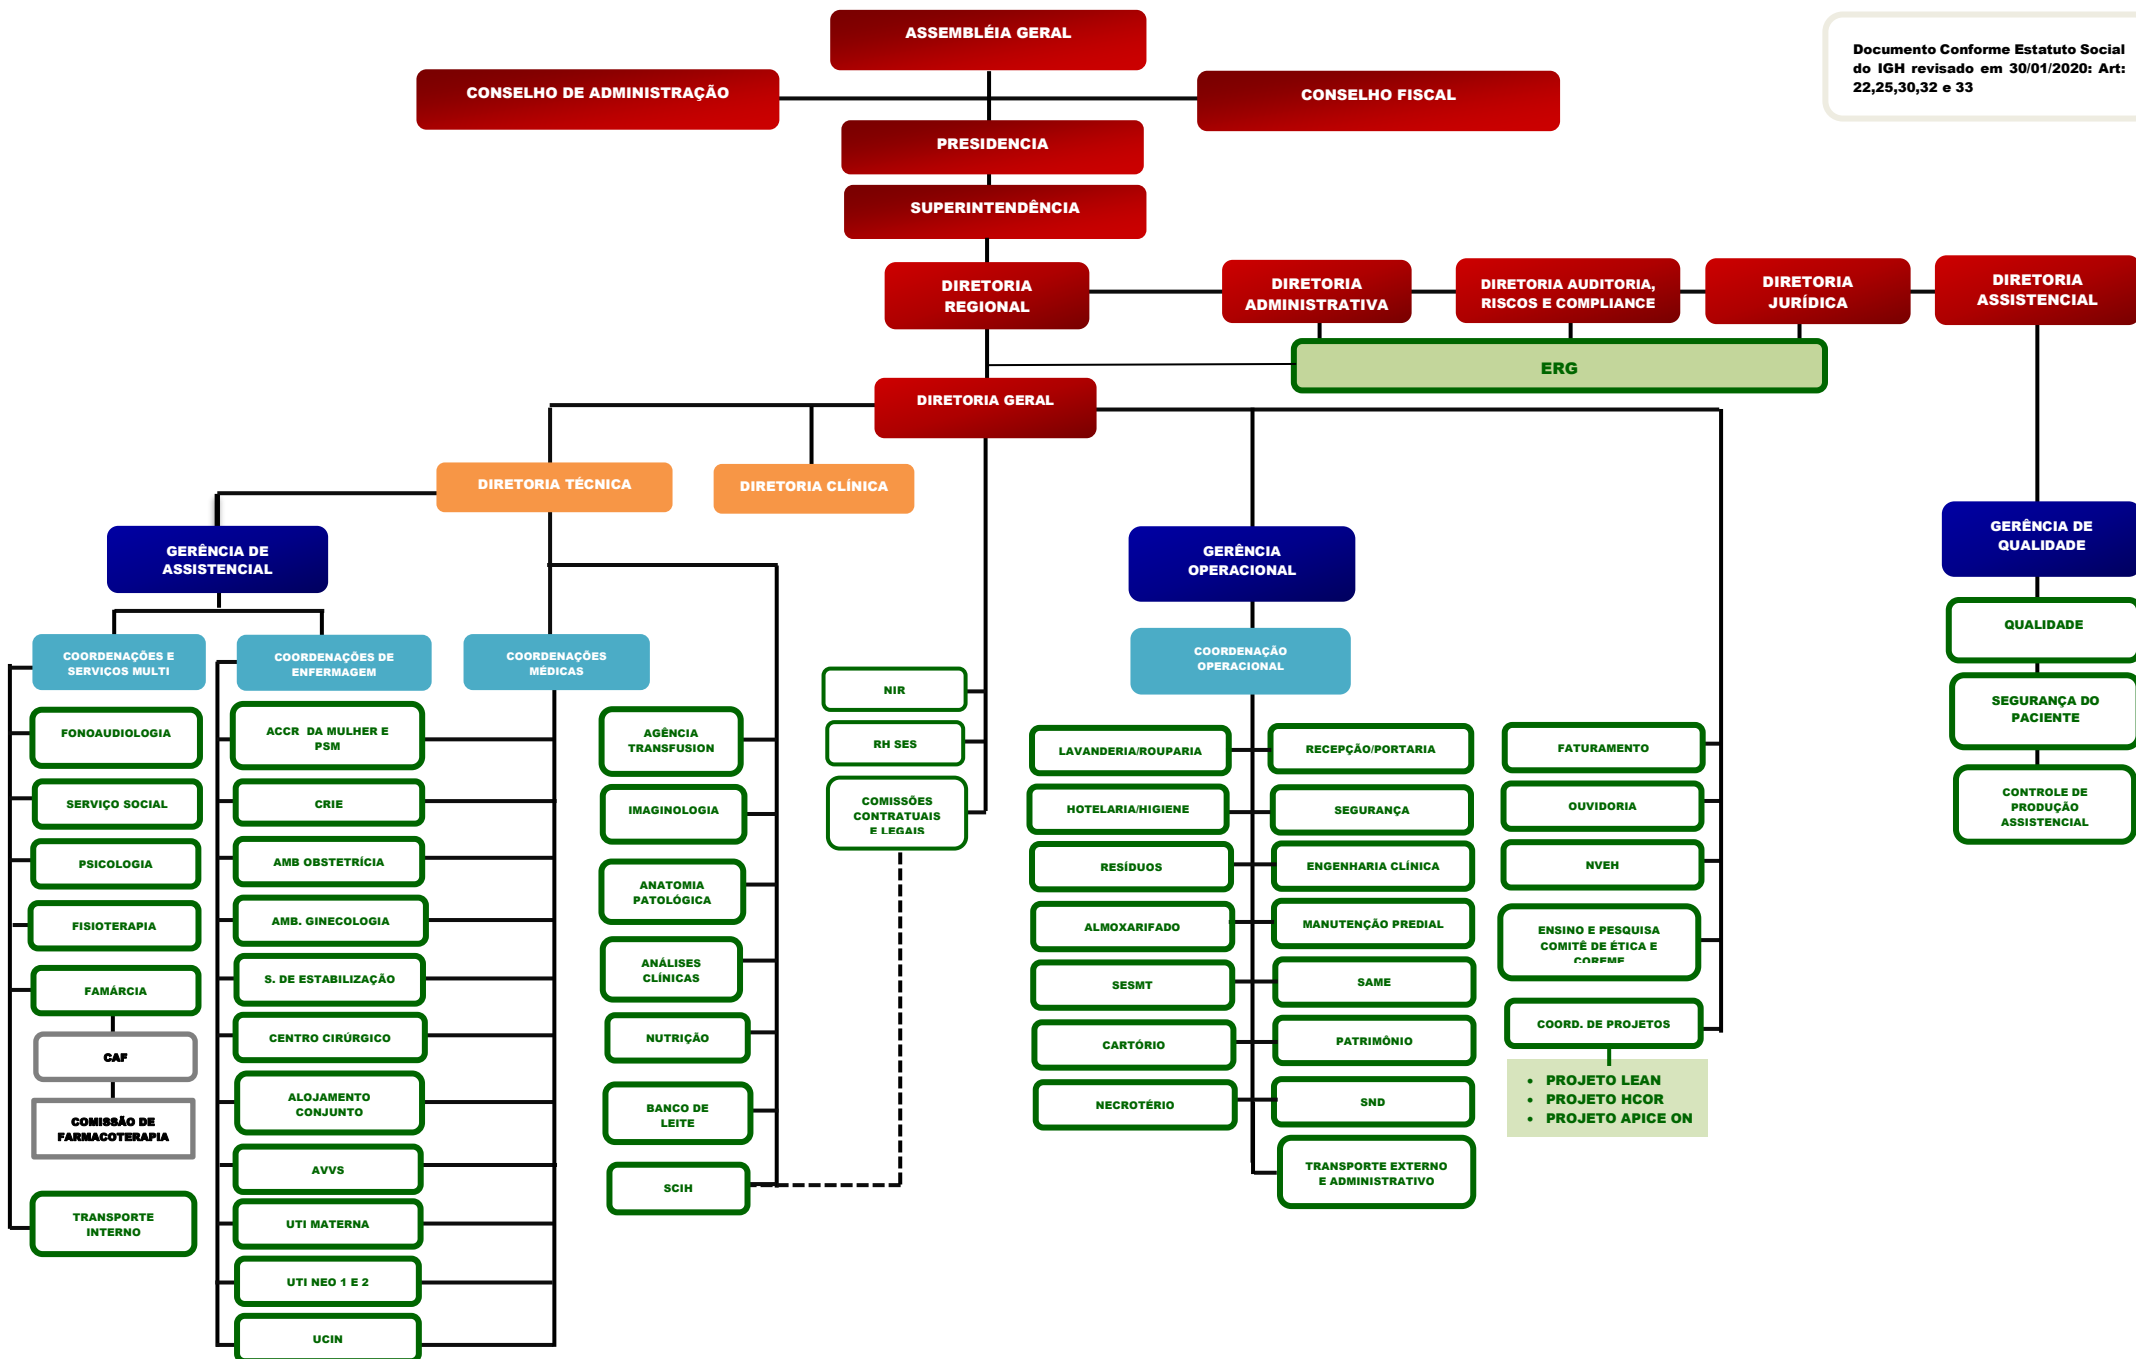 ASSEMBLÉIA GERAL
CONSELHO DE ADMINISTRAÇÃO
CONSELHO FISCAL
Documento Conforme Estatuto Social
do IGH revisado em 30/01/2020: Art:
22,25,30,32 e 33
PRESIDENCIA
SUPERINTENDÊNCIA
DIRETORIA
REGIONAL
DIRETORIA
ADMINISTRATIVA
DIRETORIA AUDITORIA,
RISCOS E COMPLIANCE
DIRETORIA
JURÍDICA
DIRETORIA
ASSISTENCIAL
ERG
DIRETORIA GERAL
DIRETORIA TÉCNICA
DIRETORIA CLÍNICA
GERÊNCIA DE
ASSISTENCIAL
GERÊNCIA
OPERACIONAL
GERÊNCIA DE
QUALIDADE
COORDENAÇÕES E
SERVIÇOS MULTI
COORDENAÇÕES DE
ENFERMAGEM
COORDENAÇÕES
MÉDICAS
COORDENAÇÃO
OPERACIONAL
FONOAUDIOLOGIA
SERVIÇO SOCIAL
PSICOLOGIA
FISIOTERAPIA
FAMÁRCIA
CAF
COMISSÃO DE
FARMACOTERAPIA
TRANSPORTE
INTERNO
ACCR  DA MULHER E
PSM
CRIE
AMB OBSTETRÍCIA
AMB. GINECOLOGIA
S. DE ESTABILIZAÇÃO
CENTRO CIRÚRGICO
ALOJAMENTO
CONJUNTO
AVVS
UTI MATERNA
UTI NEO 1 E 2
UCIN
AGÊNCIA
TRANSFUSION
IMAGINOLOGIA
ANATOMIA
PATOLÓGICA
ANÁLISES
CLÍNICAS
NUTRIÇÃO
BANCO DE
LEITE
SCIH
NIR
RH SES
COMISSÕES
CONTRATUAIS
E LEGAIS
LAVANDERIA/ROUPARIA
HOTELARIA/HIGIENE
RESÍDUOS
ALMOXARIFADO
SESMT
CARTÓRIO
NECROTÉRIO
RECEPÇÃO/PORTARIA
SEGURANÇA
ENGENHARIA CLÍNICA
MANUTENÇÃO PREDIAL
SAME
PATRIMÔNIO
SND
TRANSPORTE EXTERNO
E ADMINISTRATIVO
FATURAMENTO
OUVIDORIA
NVEH
ENSINO E PESQUISA
COMITÊ DE ÉTICA E
COREME
COORD. DE PROJETOS
• PROJETO LEAN
• PROJETO HCOR
• PROJETO APICE ON
QUALIDADE
SEGURANÇA DO
PACIENTE
CONTROLE DE
PRODUÇÃO
ASSISTENCIAL